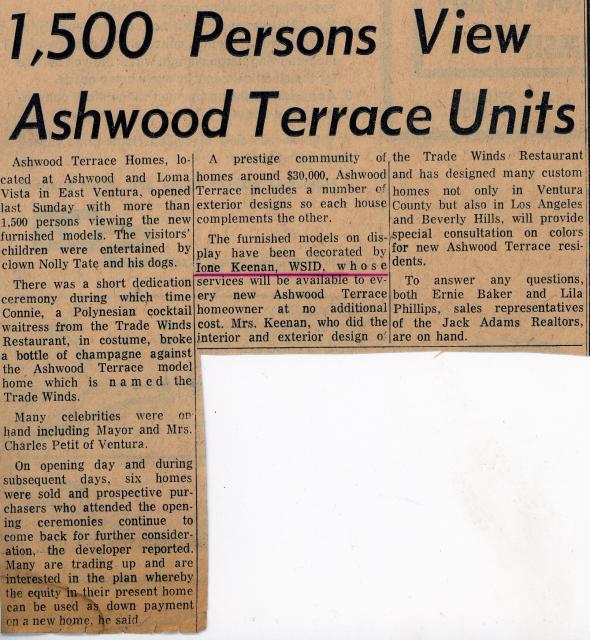 1,500 Persons View
Ashwood Terrace Units
Ashwood Terrace Homes, lo-
cated at Ashwood and Loma
Vista in East Ventura, opened
last Sunday with more than
1,500 persons viewing the new
furnished models. The visitors'
children were entertained by
clown Nolly Tate and his dogs.
There was a short dedication
ceremony during which time
Connie, a Polynesian cocktail
waitress from the Trade Winds
Restaurant, in costume, broke
a bottle of champagne against
the Ashwood Terrace model
home which is named the
Trade Winds.
Many celebrities were on
hand including Mayor and Mrs.
Charles Petit of Ventura.
On opening day and during
subsequent days, six homes
were sold and prospective pur-
chasers who attended the open-
ing ceremonies continue to
come back for further consider-
ation, the developer reported.
Many are trading up and are
interested in the plan whereby
the equity in their present home
can be used as down payment
on a new home, he said.
A prestige community of
homes around $30,000, Ashwood
Terrace includes a number of
exterior designs so each house
complements the other.
The furnished models on dis-
play have been decorated by
Ione Keenan, WSID, whose
services will be available to ev-
ery new Ashwood Terrace
homeowner at no additional
cost. Mrs. Keenan, who did the
interior and exterior design of
the Trade Winds Restaurant
and has designed many custom
homes not only in Ventura
County but also in Los Angeles
and Beverly Hills, will provide
special consultation on colors
for new Ashwood Terrace resi-
dents.
To answer any questions,
both Ernie Baker and Lila
Phillips, sales representatives
of the Jack Adams Realtors,
are on hand.